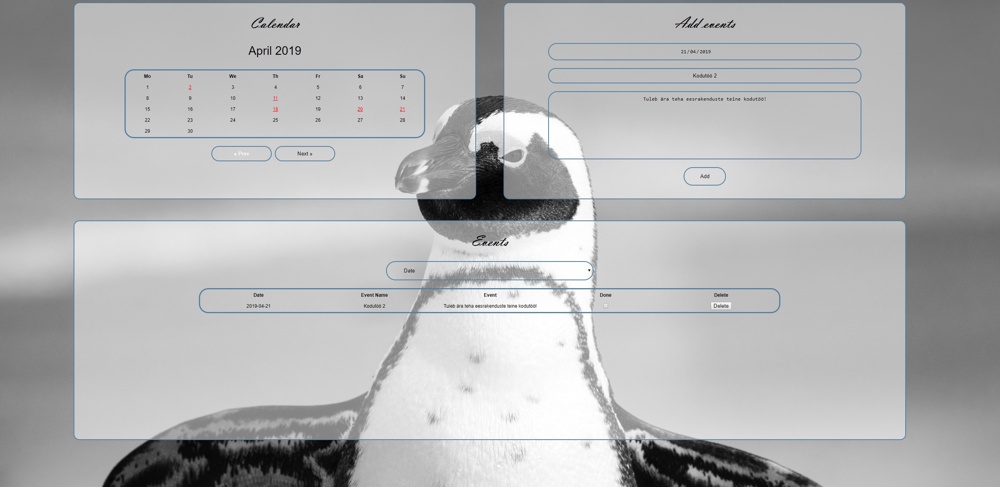 Calendar
April 2019
Mo Tu We Th Fr Sa Su
1 2 3 4 5 6 7
8 9 10 11 12 13 14
15 16 17 18 19 20 21
22 23 24 25 26 27 28
29 30
« Prev Next »
Add events
21/04/2019
Kodutöö 2
Tuleb ära teha eesrakenduste teine kodutöö!
Add
Events
Date
Date Event Name Event Done Delete
2019-04-21 Kodutöö 2 Tuleb ära teha eesrakenduste teine kodutöö! Delete